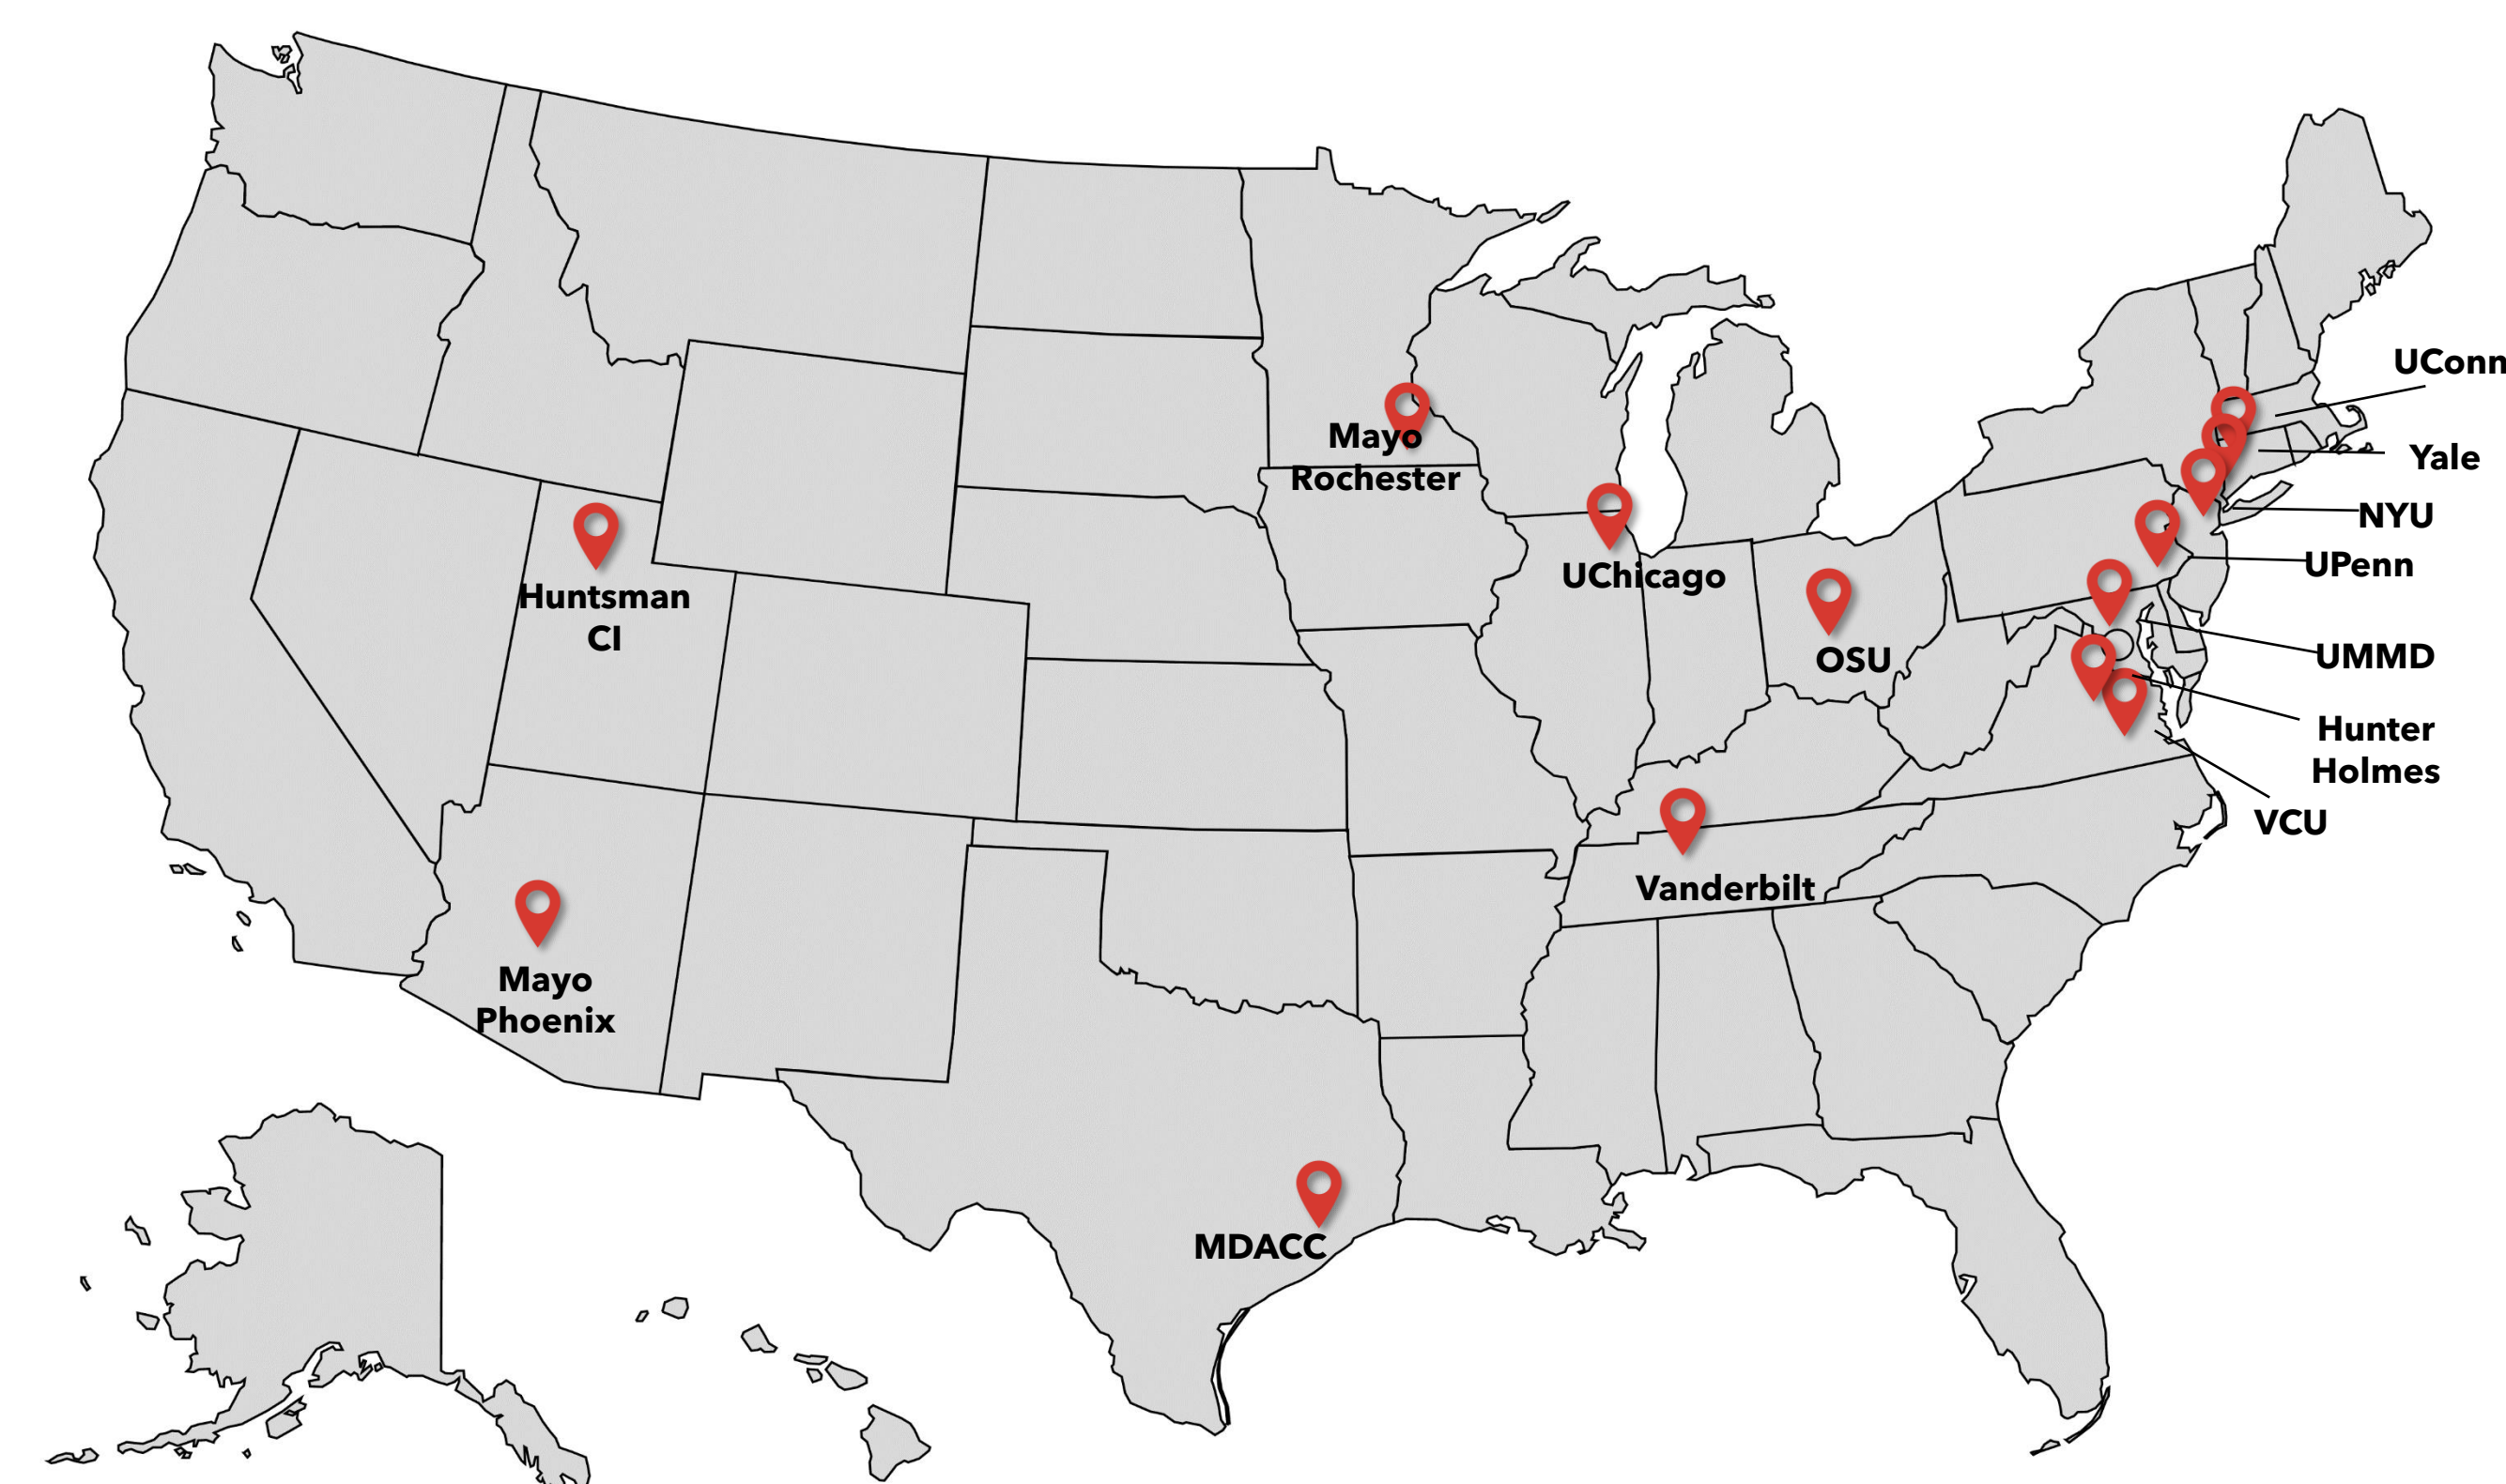 UConn
Mayo
Rochester
Yale
NYU
UPenn
UChicago
Huntsman
CI
OSU
UMMD
Hunter
Holmes
VCU
Vanderbilt
Mayo
Phoenix
MDACC